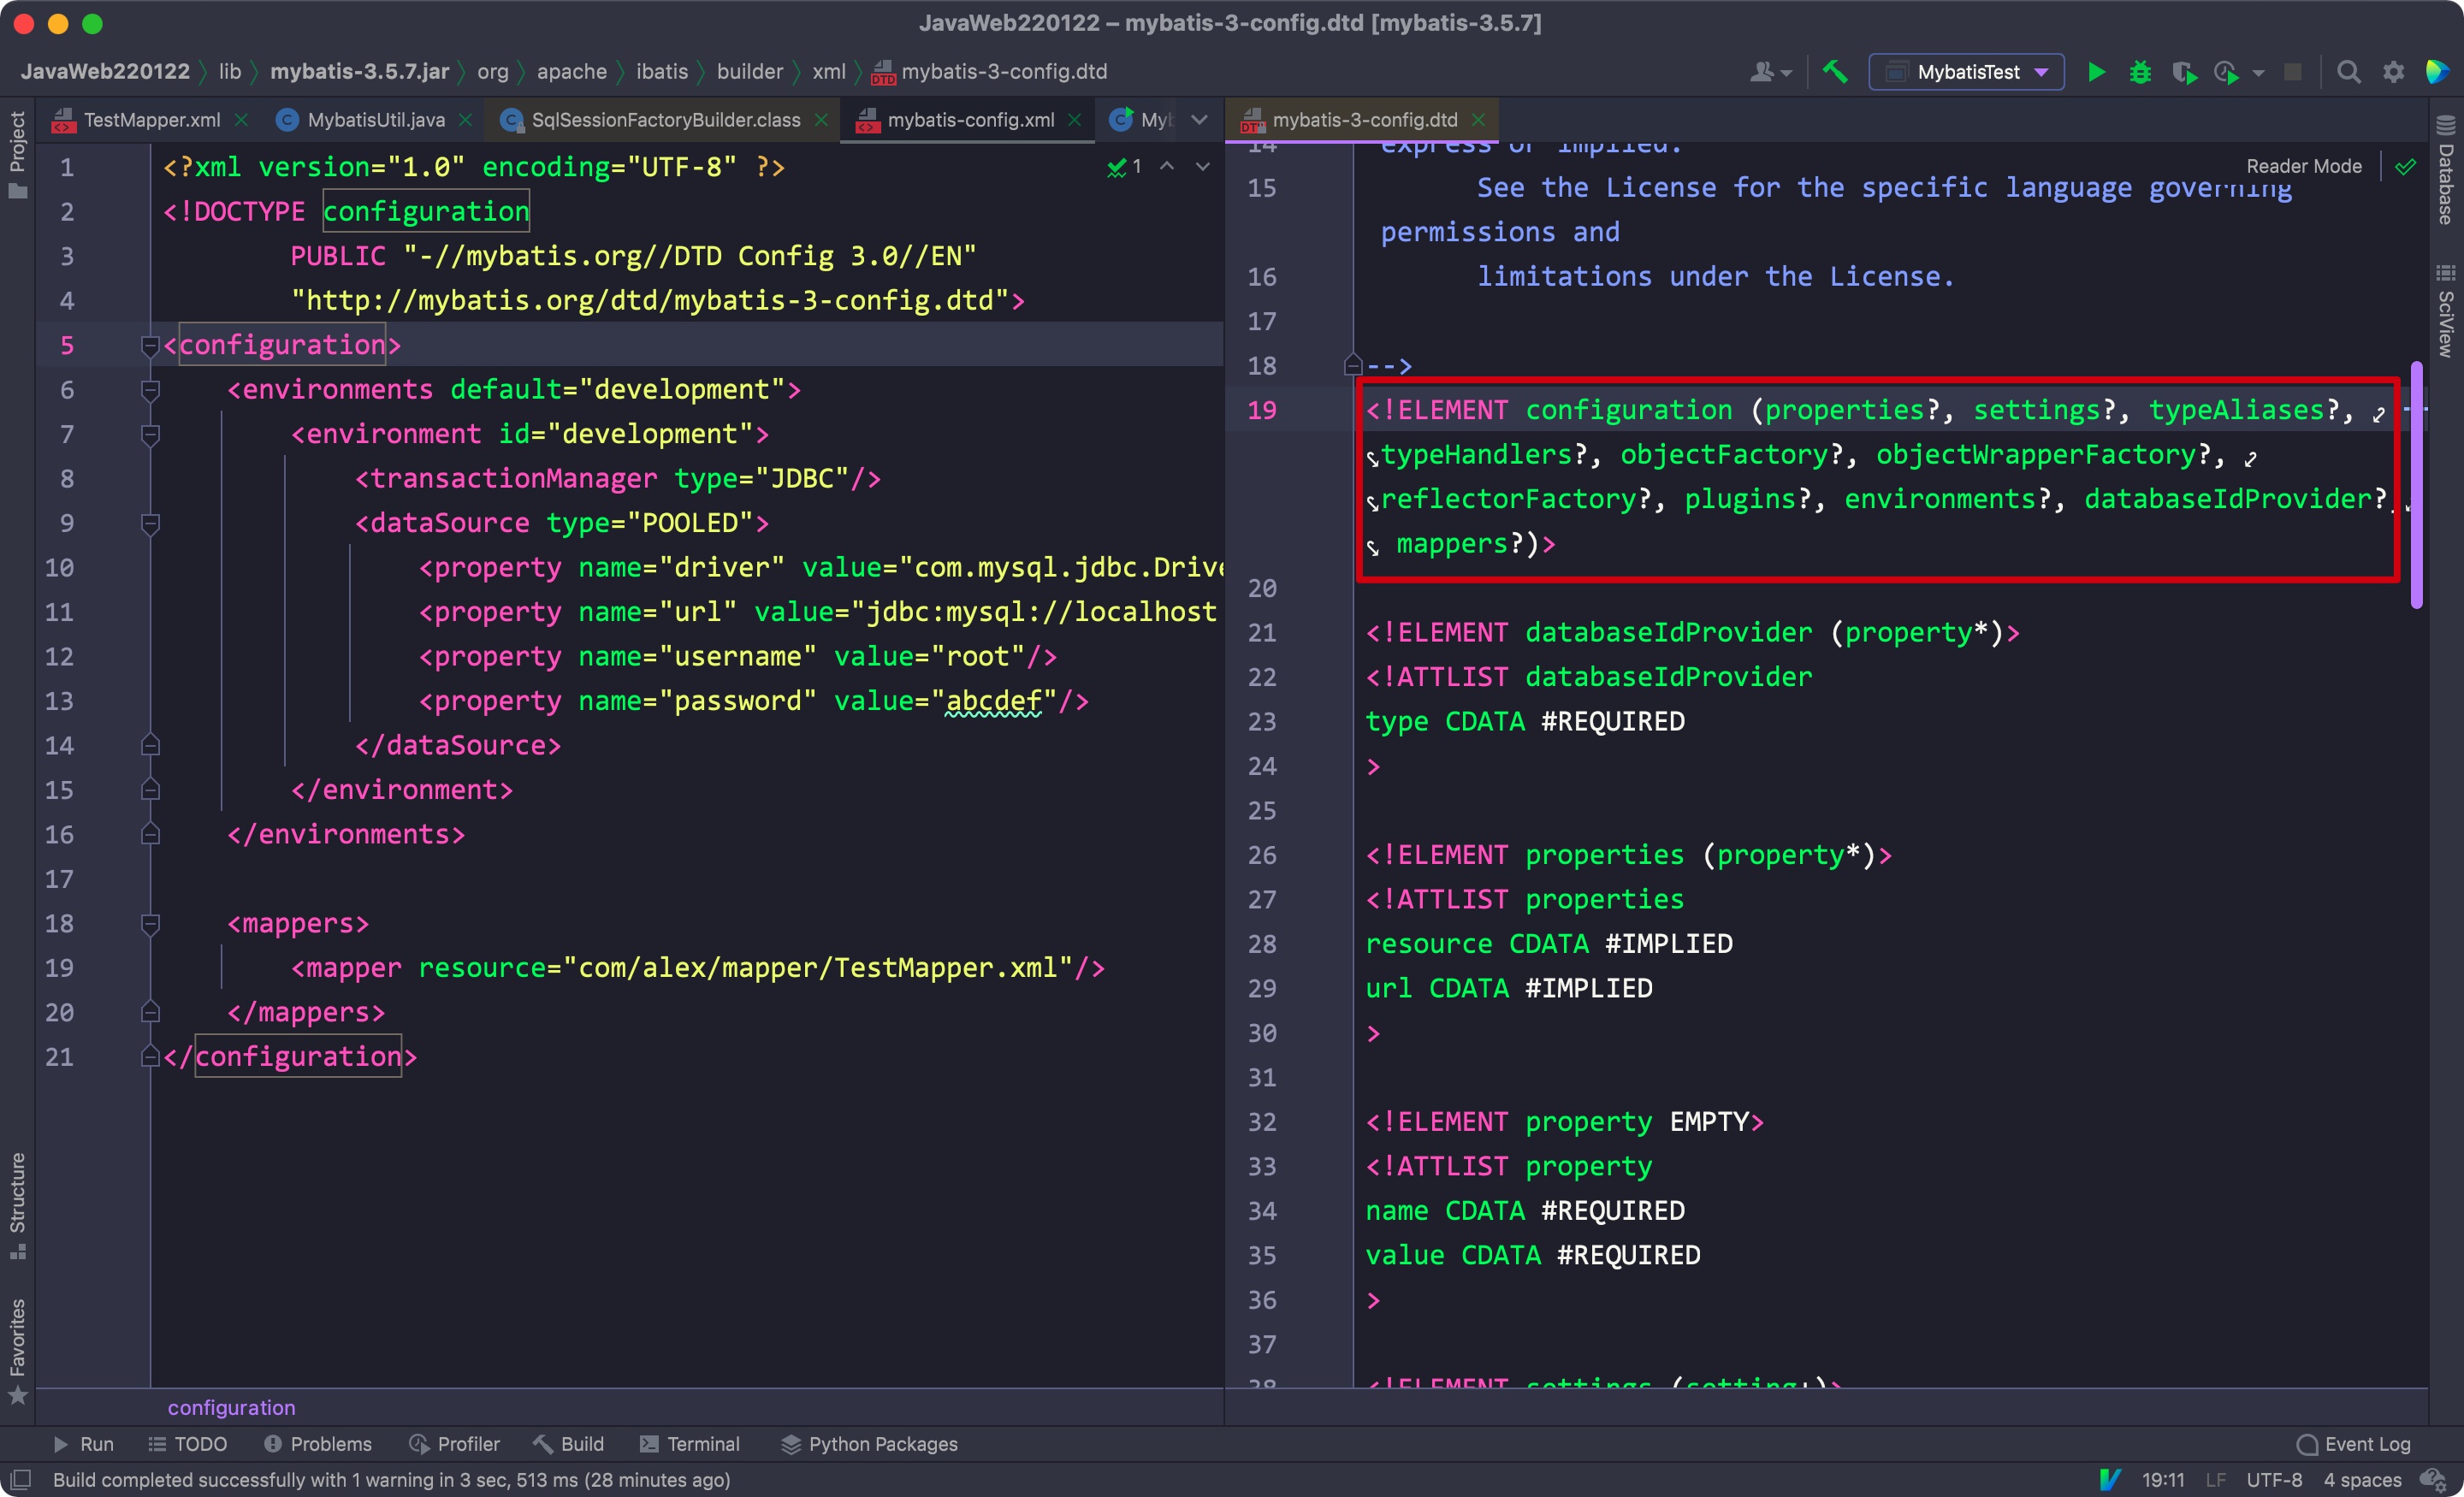 JavaWeb220122 – mybatis-3-config.dtd [mybatis-3.5.7]
JavaWeb220122 lib mybatis-3.5.7.jar org apache ibatis builder xml mybatis-3-config.dtd
MybatisTest
Project
Structure
Favorites
TestMapper.xml MybatisUtil.java SqlSessionFactoryBuilder.class mybatis-config.xml
1 <?xml version="1.0" encoding="UTF-8" ?>
1
2 <!DOCTYPE configuration
3 PUBLIC "-//mybatis.org//DTD Config 3.0//EN"
4 "http://mybatis.org/dtd/mybatis-3-config.dtd">
5 <configuration>
6 <environments default="development">
7 <environment id="development">
8 <transactionManager type="JDBC"/>
9 <dataSource type="POOLED">
10 <property name="driver" value="com.mysql.jdbc.Drive
11 <property name="url" value="jdbc:mysql://localhost
12 <property name="username" value="root"/>
13 <property name="password" value="abcdef"/>
14 </dataSource>
15 </environment>
16 </environments>
17
18 <mappers>
19 <mapper resource="com/alex/mapper/TestMapper.xml"/>
20 </mappers>
21 </configuration>
configuration
mybatis-3-config.dtd
14 express or implied.
Reader Mode
15 See the License for the specific language governing
permissions and
16 limitations under the License.
17
18 -->
19 <!ELEMENT configuration (properties?, settings?, typeAliases?,
typeHandlers?, objectFactory?, objectWrapperFactory?,
reflectorFactory?, plugins?, environments?, databaseIdProvider?,
mappers?)>
20
21 <!ELEMENT databaseIdProvider (property*)>
22 <!ATTLIST databaseIdProvider
23 type CDATA #REQUIRED
24 >
25
26 <!ELEMENT properties (property*)>
27 <!ATTLIST properties
28 resource CDATA #IMPLIED
29 url CDATA #IMPLIED
30 >
31
32 <!ELEMENT property EMPTY>
33 <!ATTLIST property
34 name CDATA #REQUIRED
35 value CDATA #REQUIRED
36 >
37
38 <!ELEMENT settings (setting+)>
Database
SciView
Run TODO Problems Profiler Build Terminal Python Packages Event Log
Build completed successfully with 1 warning in 3 sec, 513 ms (28 minutes ago) 19:11 LF UTF-8 4 spaces